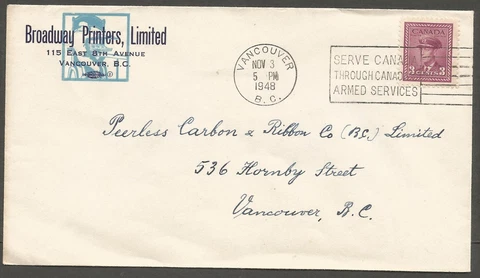 Broadway Printers, Limited
115 East 8th Avenue
Vancouver, B.C.
VANCOUVER
NOV 3
5 PM
1948
B.C.
SERVE CANA
THROUGH CANAD
ARMED SERVICES
CANADA
3 CENTS 3
Peerless Carbon & Ribbon Co (B.C.) Limited
536 Hornby Street
Vancouver, B.C.